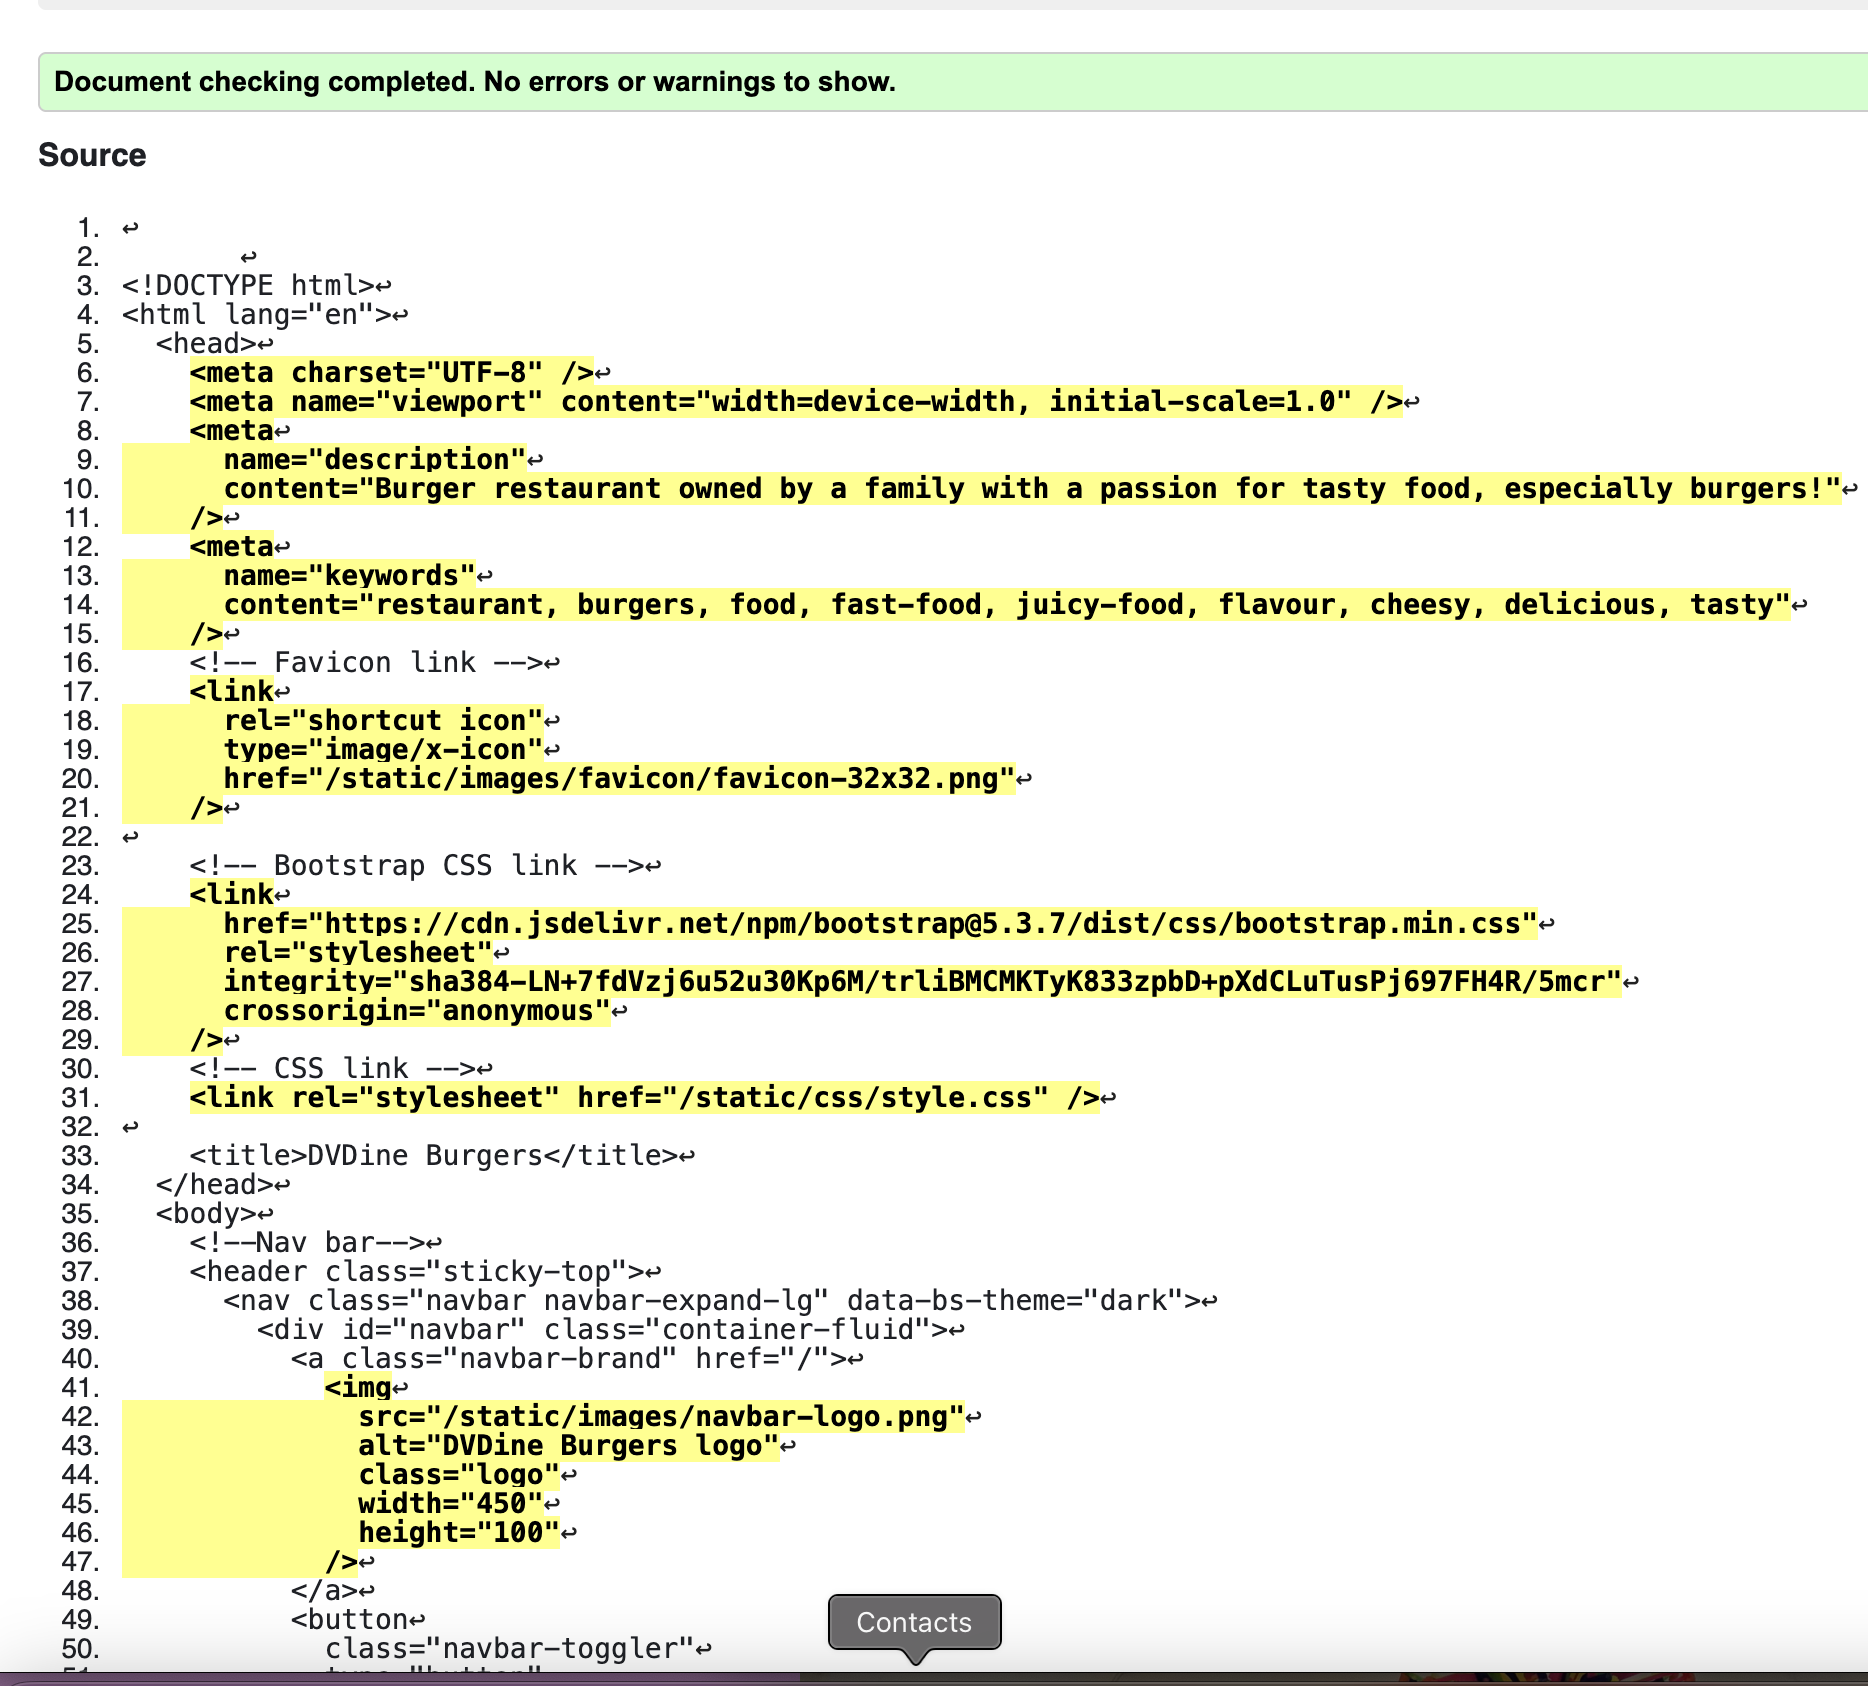 Document checking completed. No errors or warnings to show.
Source
1. ↩
2. ↩
3. <!DOCTYPE html>↩
4. <html lang="en">↩
5. <head>↩
6. <meta charset="UTF-8" />↩
7. <meta name="viewport" content="width=device-width, initial-scale=1.0" />↩
8. <meta↩
9. name="description"↩
10. content="Burger restaurant owned by a family with a passion for tasty food, especially burgers!"↩
11. />↩
12. <meta↩
13. name="keywords"↩
14. content="restaurant, burgers, food, fast-food, juicy-food, flavour, cheesy, delicious, tasty"↩
15. />↩
16. <!-- Favicon link -->↩
17. <link↩
18. rel="shortcut icon"↩
19. type="image/x-icon"↩
20. href="/static/images/favicon/favicon-32x32.png"↩
21. />↩
22. ↩
23. <!-- Bootstrap CSS link -->↩
24. <link↩
25. href="https://cdn.jsdelivr.net/npm/bootstrap@5.3.7/dist/css/bootstrap.min.css"↩
26. rel="stylesheet"↩
27. integrity="sha384-LN+7fdVzj6u52u30Kp6M/trliBMCMKTyK833zpbD+pXdCLuTusPj697FH4R/5mcr"↩
28. crossorigin="anonymous"↩
29. />↩
30. <!-- CSS link -->↩
31. <link rel="stylesheet" href="/static/css/style.css" />↩
32. ↩
33. <title>DVDine Burgers</title>↩
34. </head>↩
35. <body>↩
36. <!--Nav bar-->↩
37. <header class="sticky-top">↩
38. <nav class="navbar navbar-expand-lg" data-bs-theme="dark">↩
39. <div id="navbar" class="container-fluid">↩
40. <a class="navbar-brand" href="/">↩
41. <img↩
42. src="/static/images/navbar-logo.png"↩
43. alt="DVDine Burgers logo"↩
44. class="logo"↩
45. width="450"↩
46. height="100"↩
47. />↩
48. </a>↩
49. <button↩
50. class="navbar-toggler"↩
Contacts